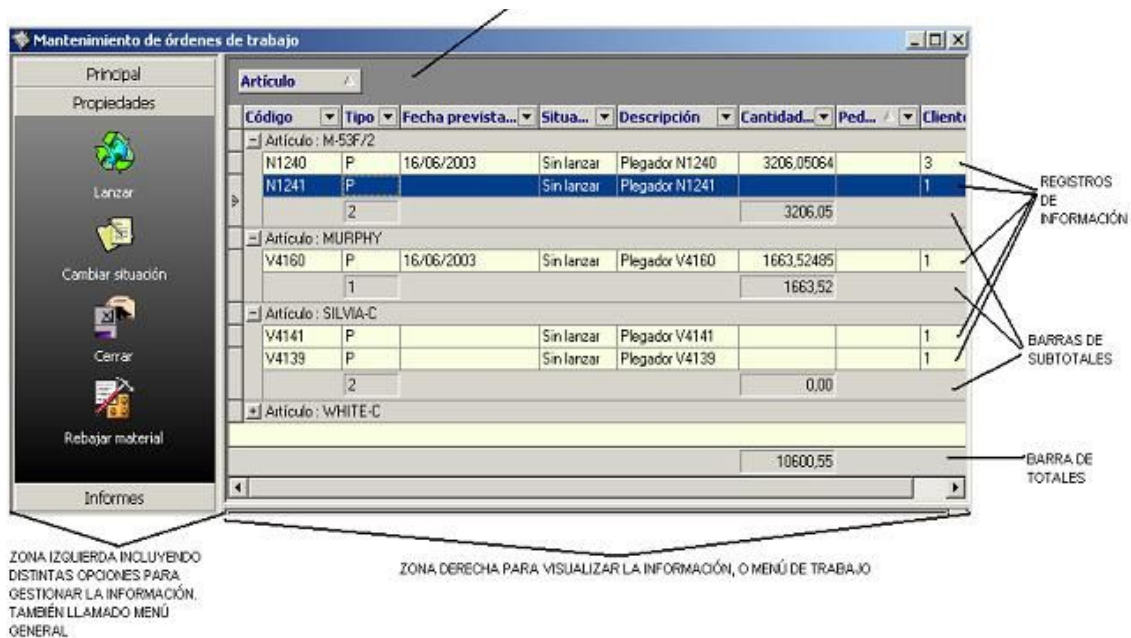 Mantenimiento de órdenes de trabajo
Principal
Propiedades
Lanzar
Cambiar situación
Cerrar
Rebajar material
Informes
Artículo
Código Tipo Fecha prevista... Situa... Descripción Cantidad... Ped... Cliente
Artículo : M-53F/2
N1240 P 16/06/2003 Sin lanzar Plegador N1240 3206,05064 3
N1241 P Sin lanzar Plegador N1241 1
2 3206,05
Artículo : MURPHY
V4160 P 16/06/2003 Sin lanzar Plegador V4160 1663,52485 1
1 1663,52
Artículo : SILVIA-C
V4141 P Sin lanzar Plegador V4141 1
V4139 P Sin lanzar Plegador V4139 1
2 0,00
Artículo : WHITE-C
10600,55
REGISTROS
DE
INFORMACIÓN
BARRAS DE
SUBTOTALES
BARRA DE
TOTALES
ZONA IZQUIERDA INCLUYENDO
DISTINTAS OPCIONES PARA
GESTIONAR LA INFORMACIÓN.
TAMBIÉN LLAMADO MENÚ
GENERAL
ZONA DERECHA PARA VISUALIZAR LA INFORMACIÓN, O MENÚ DE TRABAJO